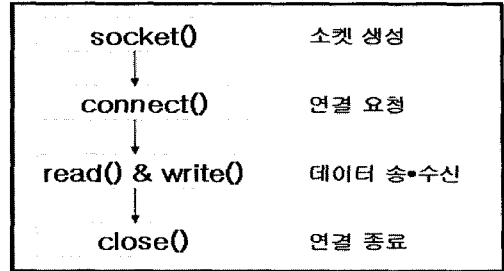 socket() 소켓 생성
connect() 연결 요청
read() & write() 데이터 송•수신
close() 연결 종료